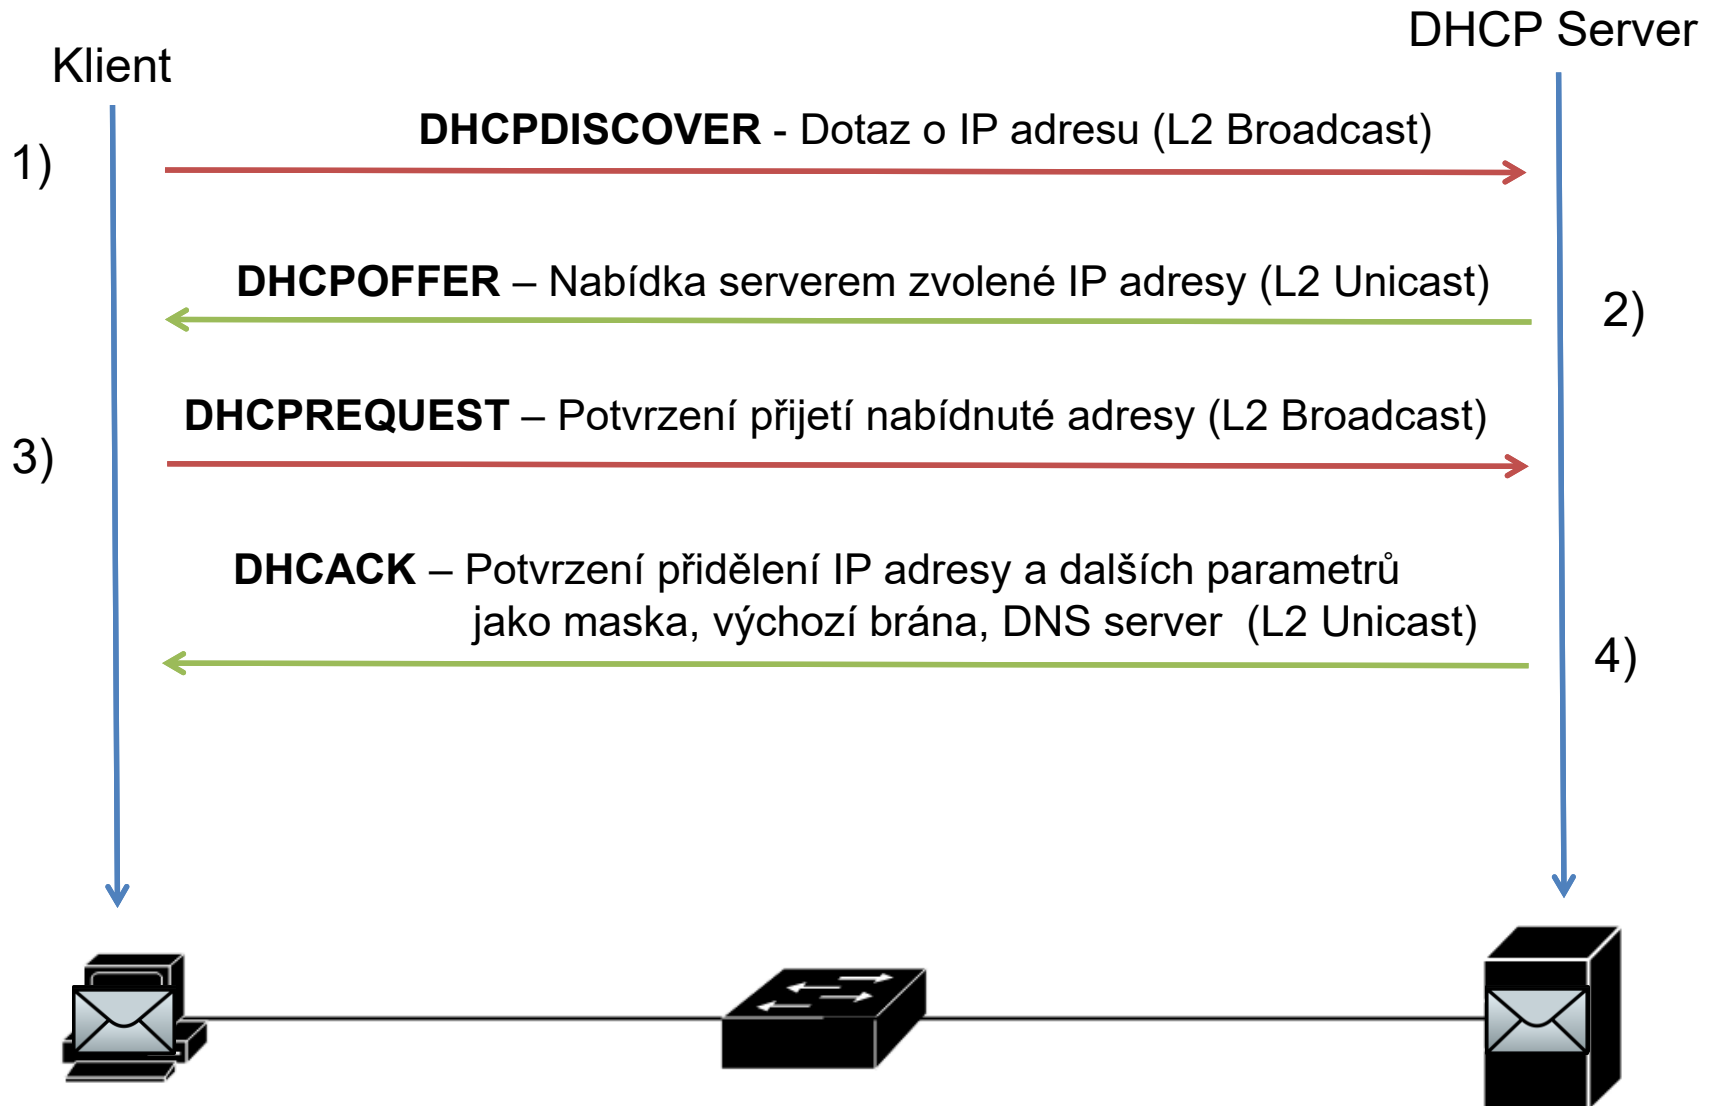 DHCP Server
Klient
DHCPDISCOVER - Dotaz o IP adresu (L2 Broadcast)
1)
DHCPOFFER – Nabídka serverem zvolené IP adresy (L2 Unicast)
2)
DHCPREQUEST – Potvrzení přijetí nabídnuté adresy (L2 Broadcast)
3)
DHCACK – Potvrzení přidělení IP adresy a dalších parametrů
jako maska, výchozí brána, DNS server (L2 Unicast)
4)